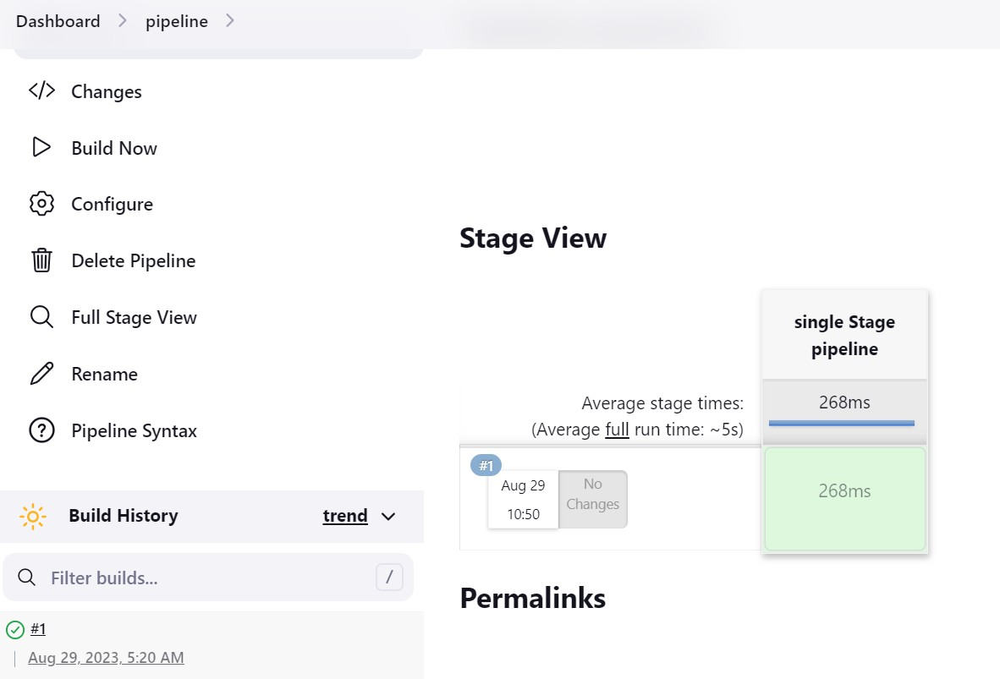 Dashboard > pipeline >
Changes
Build Now
Configure
Delete Pipeline
Full Stage View
Rename
Pipeline Syntax
Build History
trend
Filter builds...
/
#1
Aug 29, 2023, 5:20 AM
Stage View
single Stage
pipeline
Average stage times:
(Average full run time: ~5s)
268ms
#1
Aug 29
10:50
No
Changes
268ms
Permalinks